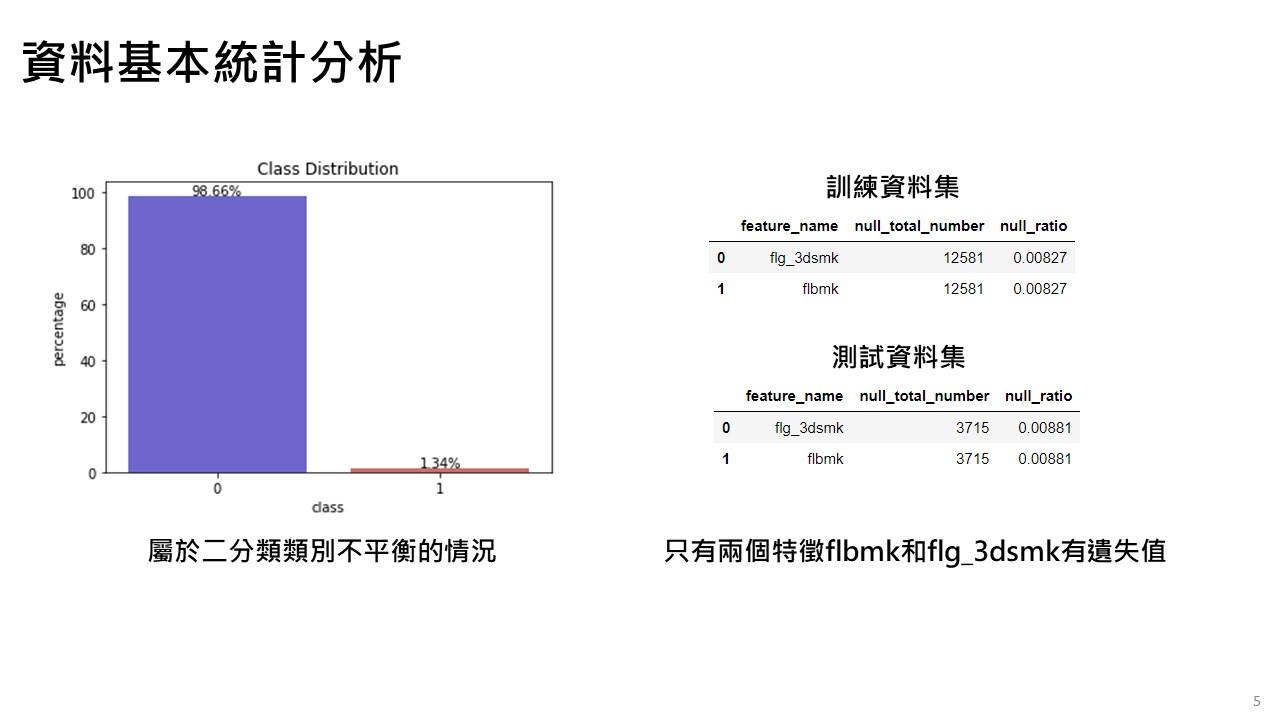 資料基本統計分析
Class Distribution
98.66%
1.34%
100
80
60
40
20
0
percentage
0 1
class
屬於二分類類別不平衡的情況
訓練資料集
feature_name null_total_number null_ratio
0 flg_3dsmk 12581 0.00827
1 flbmk 12581 0.00827
測試資料集
feature_name null_total_number null_ratio
0 flg_3dsmk 3715 0.00881
1 flbmk 3715 0.00881
只有兩個特徵flbmk和flg_3dsmk有遺失值
5